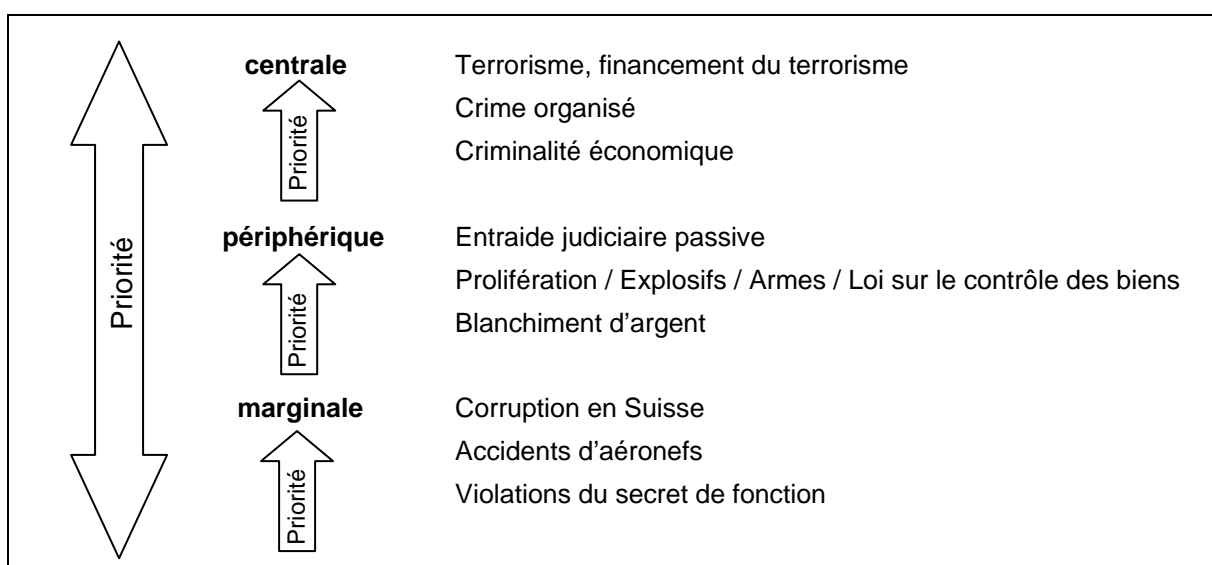 Priorité
centrale
Priorité
Terrorisme, financement du terrorisme
Crime organisé
Criminalité économique
périphérique
Priorité
Entraide judiciaire passive
Prolifération / Explosifs / Armes / Loi sur le contrôle des biens
Blanchiment d'argent
marginale
Priorité
Corruption en Suisse
Accidents d'aéronefs
Violations du secret de fonction